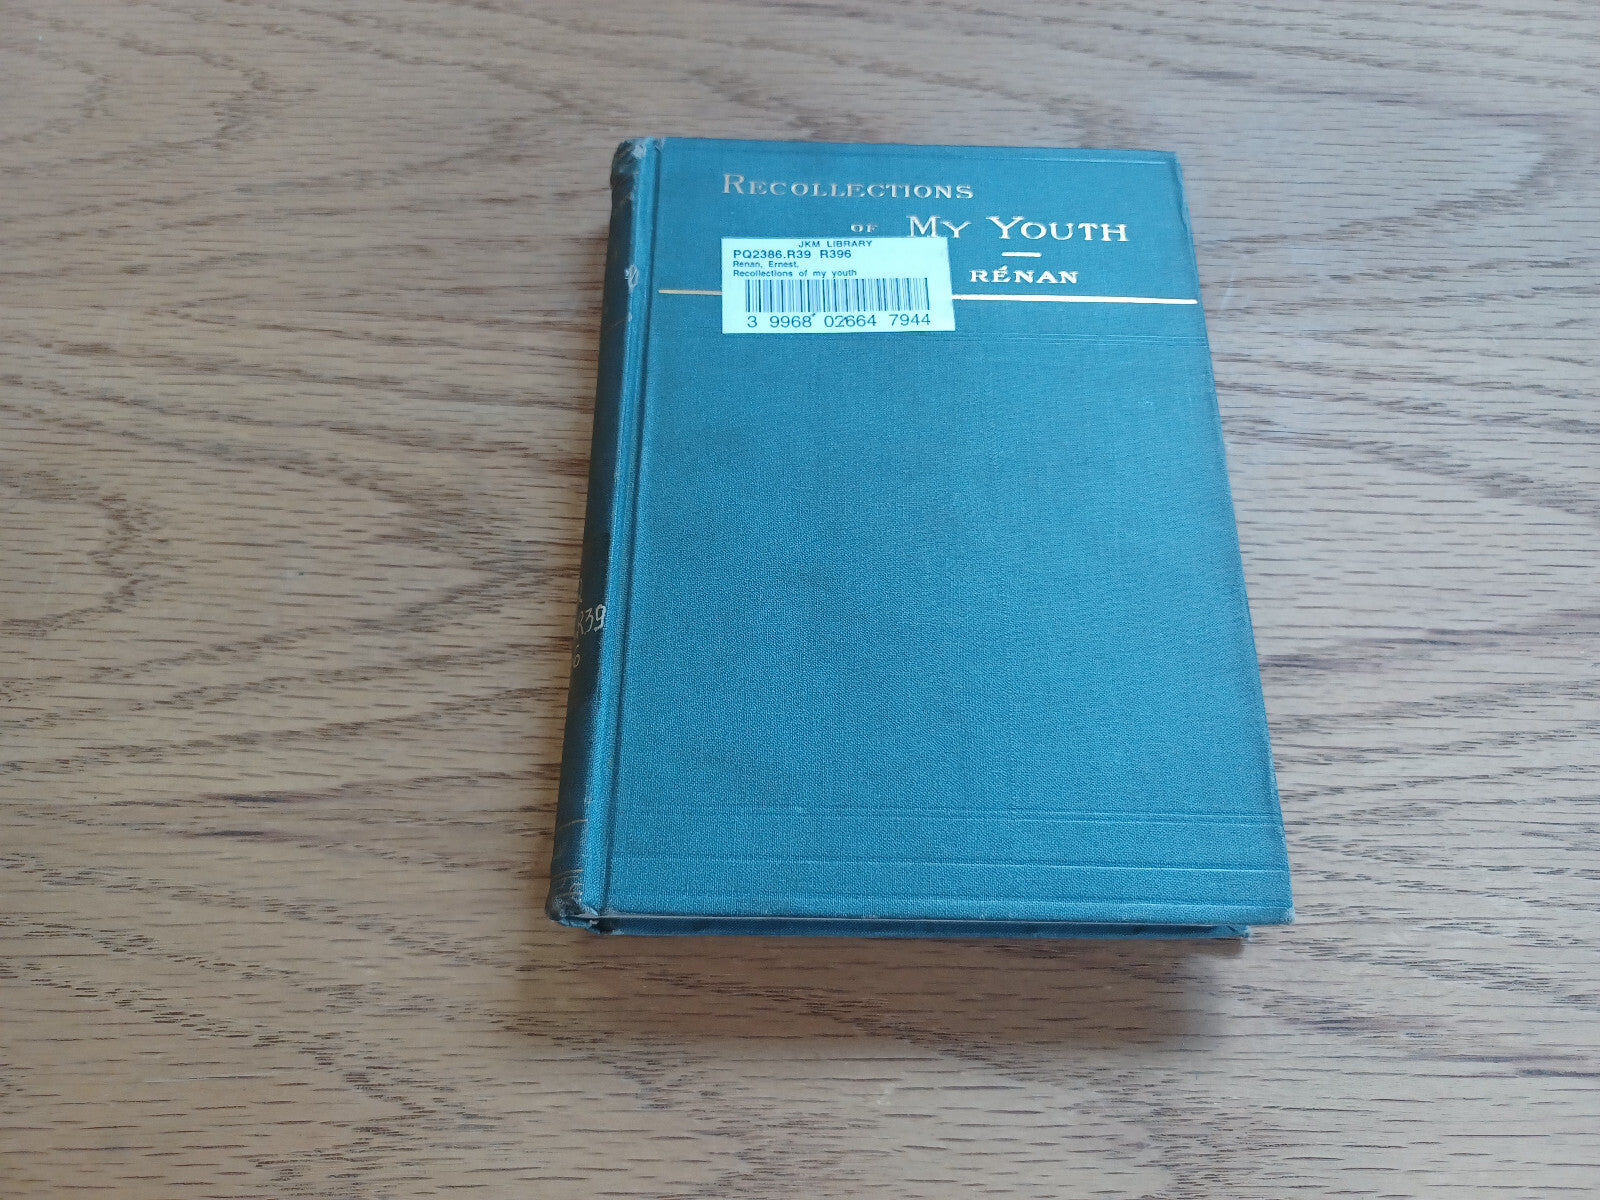 RECOLLECTIONS
OF MY YOUTH
RÉNAN
JKM LIBRARY
PQ2386.R39 R396
Renan, Ernest,
Recollections of my youth
3 9968 02664 7944
.R39